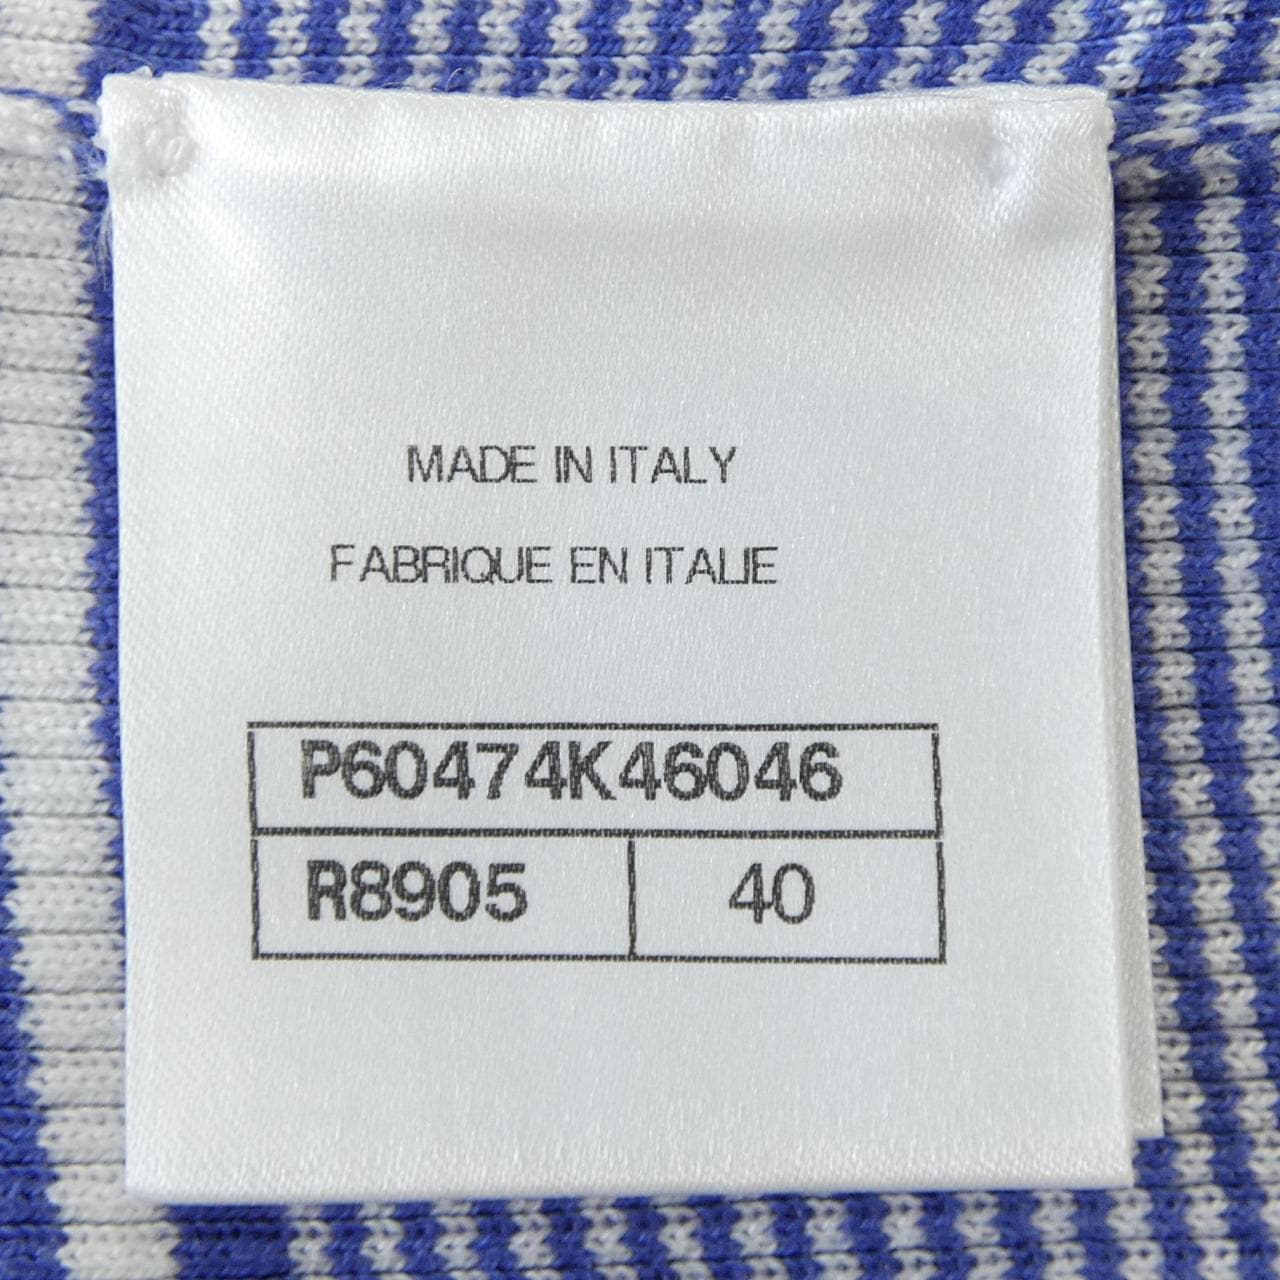 MADE IN ITALY
FABRIQUE EN ITALIE
P60474K46046
R8905 40